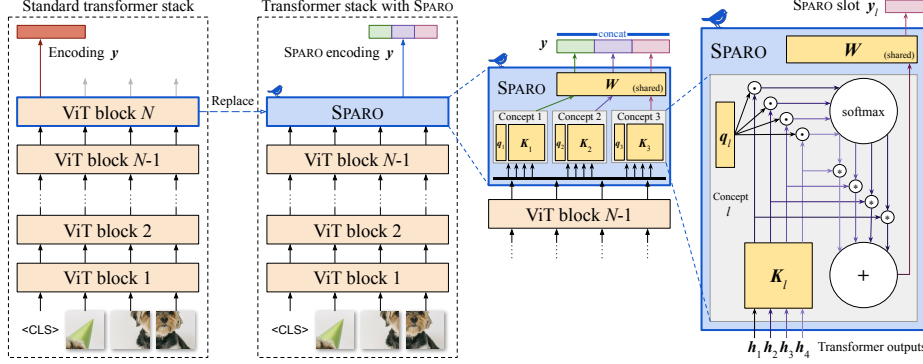 Standard transformer stack
Encoding y
ViT block N
ViT block N-1
ViT block 2
ViT block 1
<CLS>
Replace
Transformer stack with SPARO
SPARO encoding y
SPARO
ViT block N-1
ViT block 2
ViT block 1
<CLS>
y
concat
SPARO
W
(shared)
Concept 1
Concept 2
Concept 3
q1 K1
q2 K2
q3 K3
ViT block N-1
SPARO slot yl
SPARO
W
(shared)
softmax
ql
* * * *
Concept
l
Kl
+
h1 h2 h3 h4 Transformer outputs